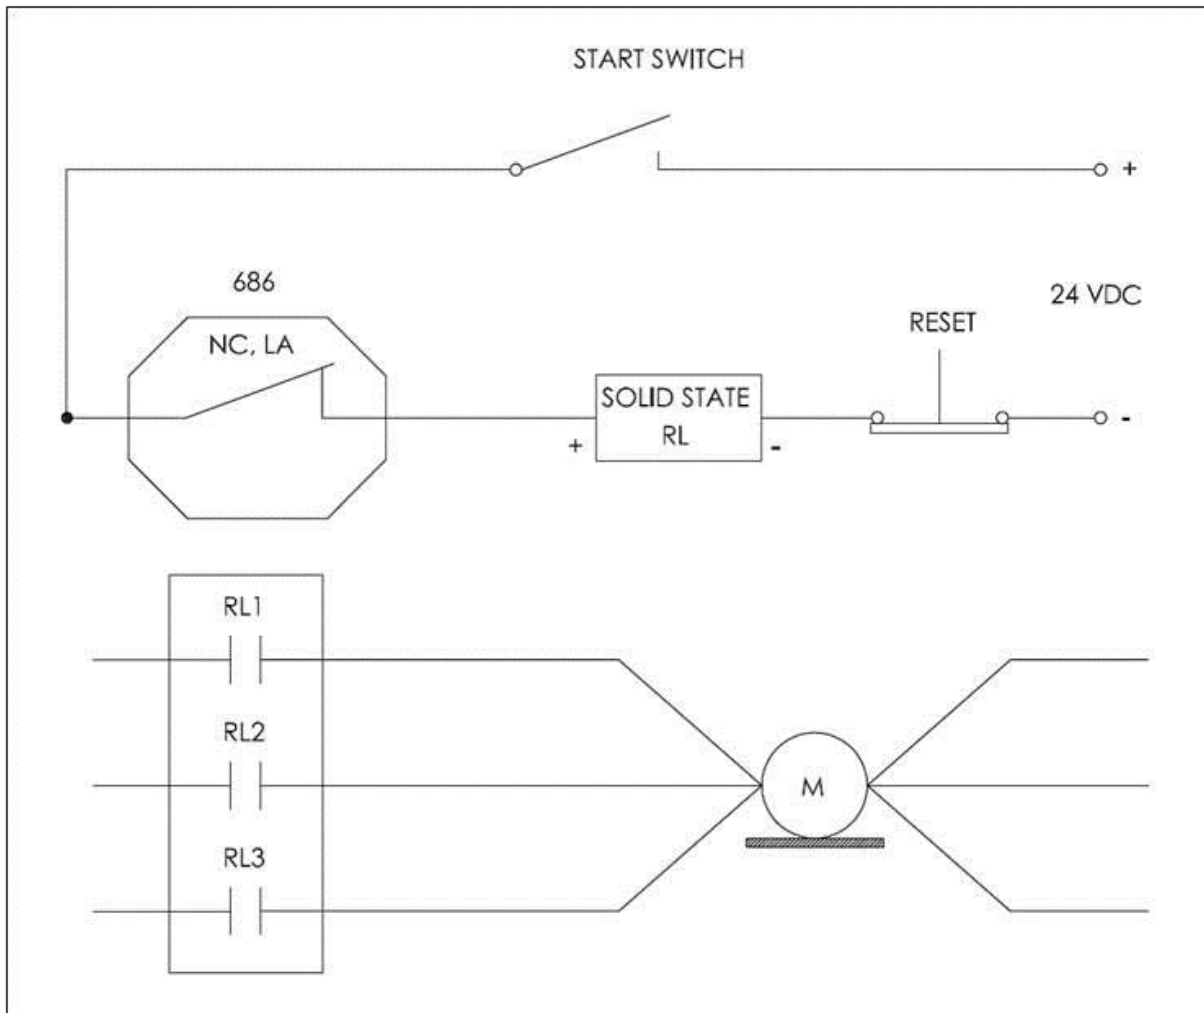 START SWITCH
+
686
24 VDC
NC, LA
RESET
SOLID STATE
RL
+
-
-
RL1
RL2
M
RL3